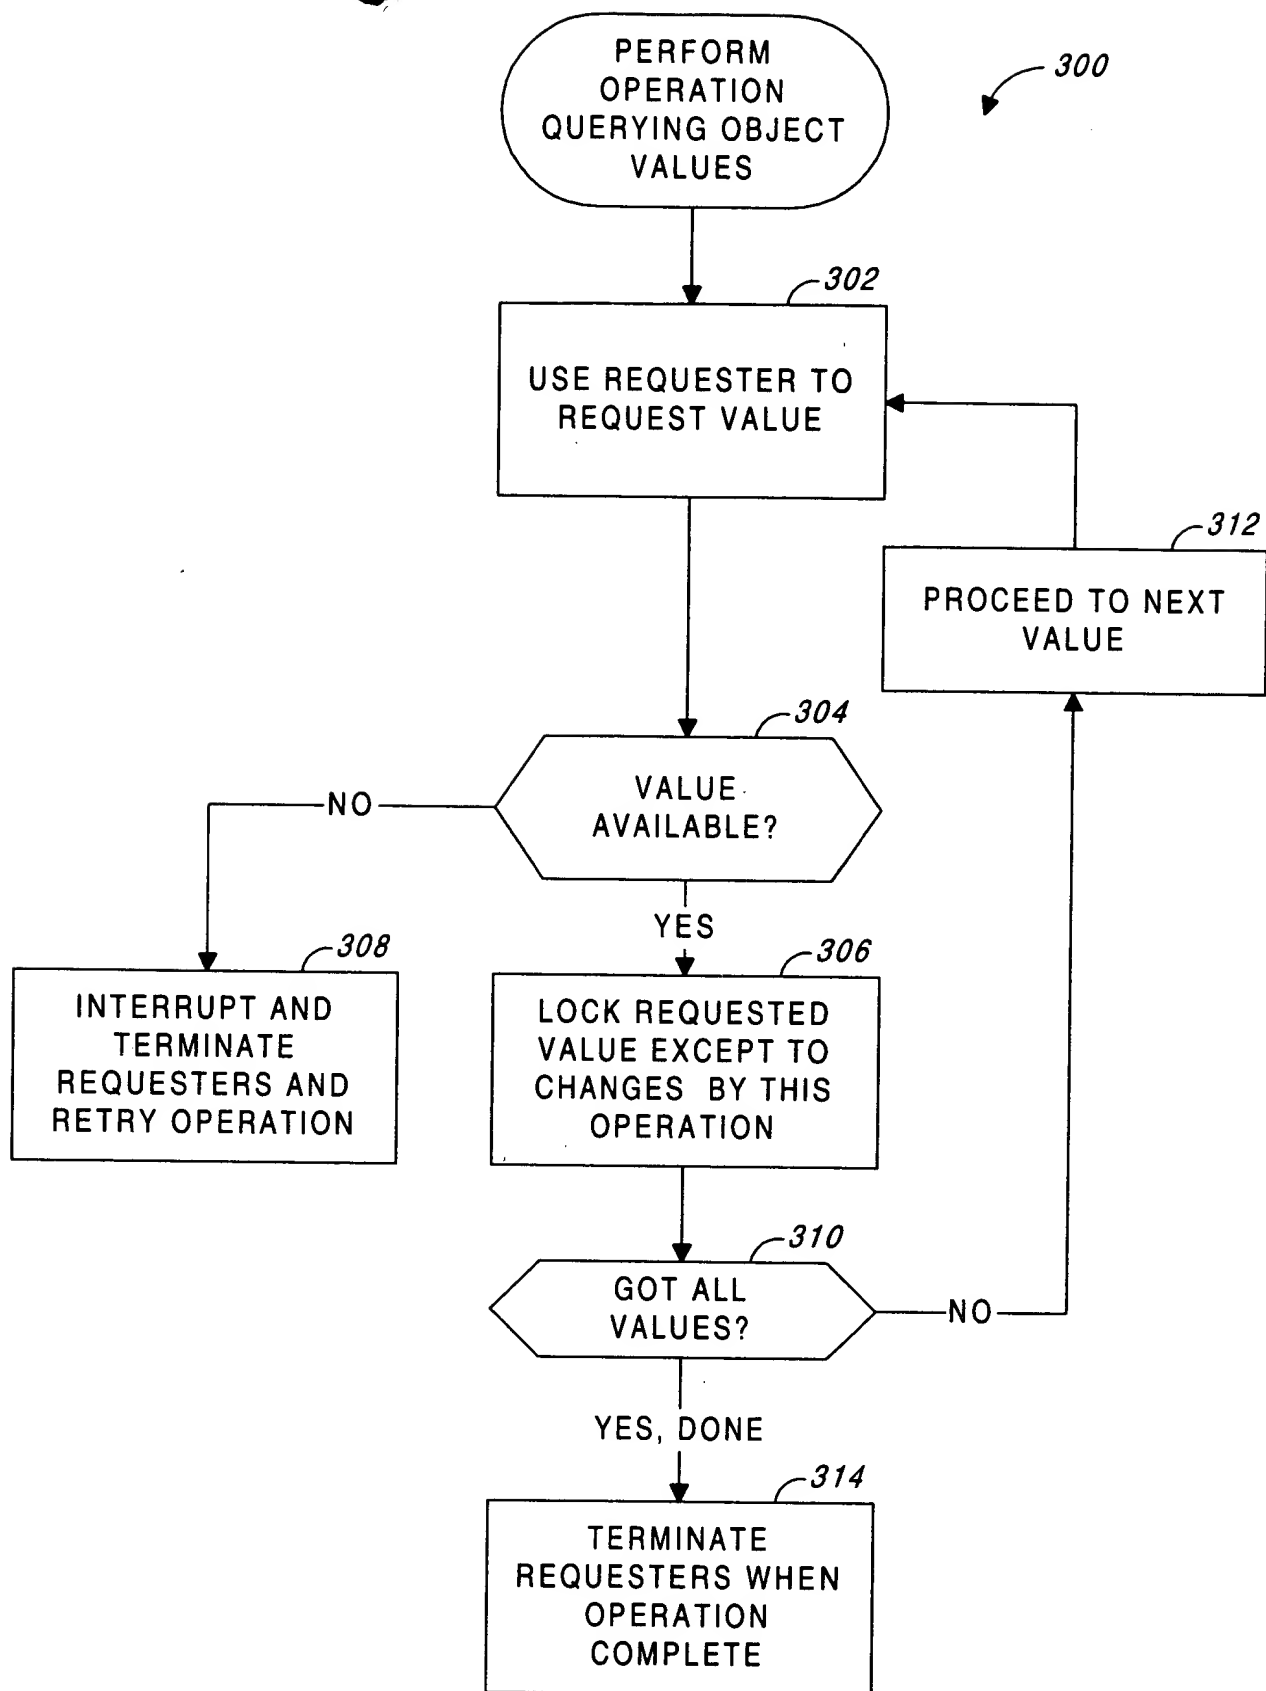 PERFORM
OPERATION
QUERYING OBJECT
VALUES
300
302
USE REQUESTER TO
REQUEST VALUE
312
PROCEED TO NEXT
VALUE
304
VALUE
AVAILABLE?
NO
YES
308
INTERRUPT AND
TERMINATE
REQUESTERS AND
RETRY OPERATION
306
LOCK REQUESTED
VALUE EXCEPT TO
CHANGES BY THIS
OPERATION
310
GOT ALL
VALUES?
NO
YES, DONE
314
TERMINATE
REQUESTERS WHEN
OPERATION
COMPLETE